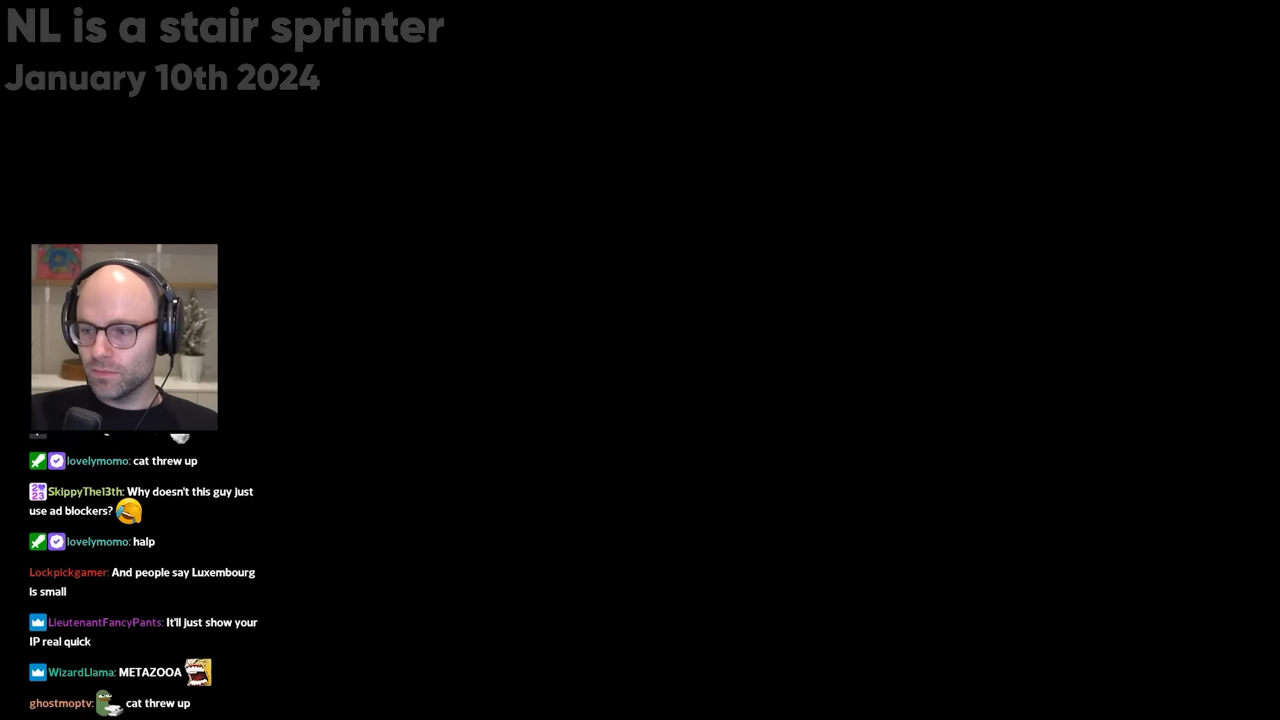 NL is a stair sprinter
January 10th 2024
lovelymomo: cat threw up
SkippyThe13th: Why doesn't this guy just
use ad blockers?
lovelymomo: halp
Lockpickgamer: And people say Luxembourg
is small
LieutenantFancyPants: It'll just show your
IP real quick
WizardLlama: METAZOOA
ghostmoptv: cat threw up